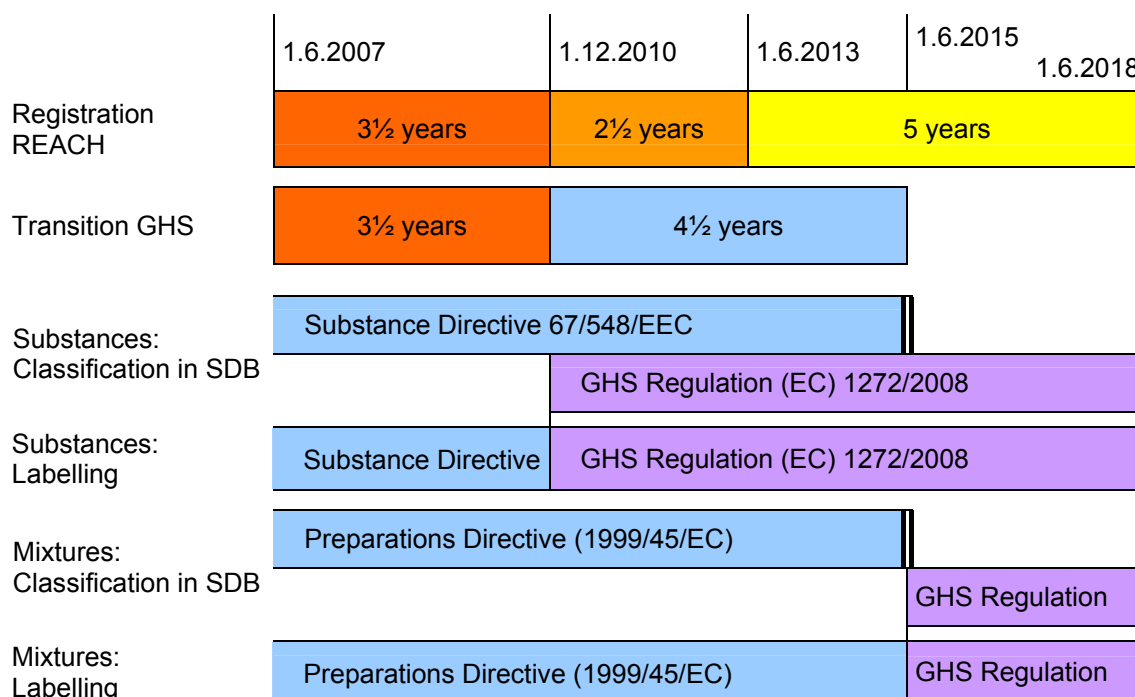 1.6.2007
1.12.2010
1.6.2013
1.6.2015
1.6.2018
Registration
REACH
3½ years
2½ years
5 years
Transition GHS
3½ years
4½ years
Substances:
Classification in SDB
Substance Directive 67/548/EEC
GHS Regulation (EC) 1272/2008
Substances:
Labelling
Substance Directive
GHS Regulation (EC) 1272/2008
Mixtures:
Classification in SDB
Preparations Directive (1999/45/EC)
GHS Regulation
Mixtures:
Labelling
Preparations Directive (1999/45/EC)
GHS Regulation